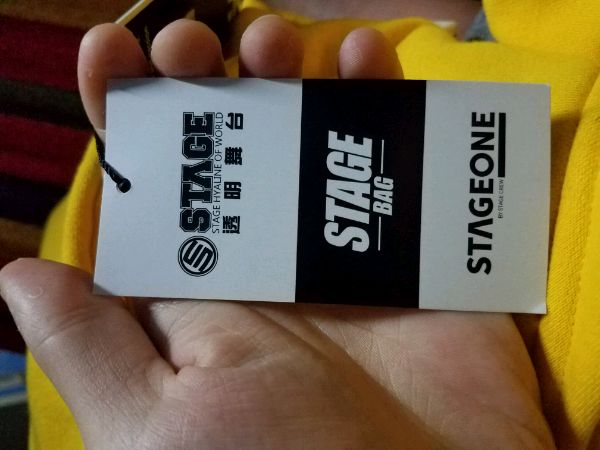 STAGE
STAGE HYALINE OF WORLD
透明舞台
STAGE
BAG
STAGEONE
BY STAGE CREW